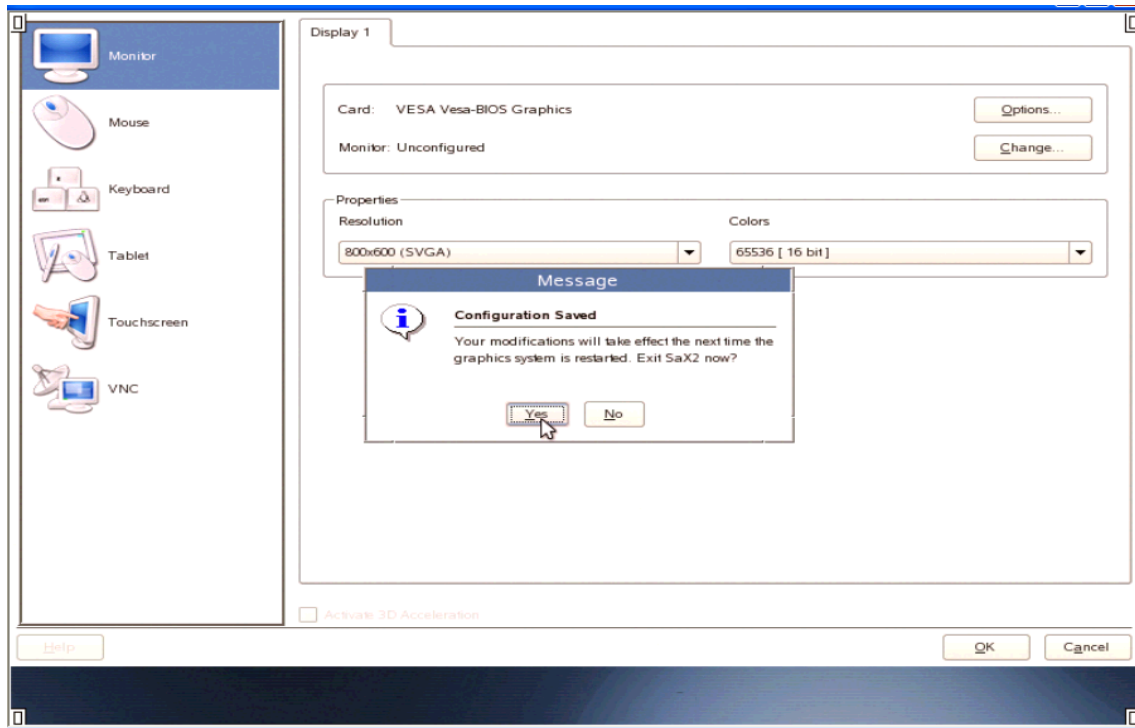 Monitor
Mouse
Keyboard
Tablet
Touchscreen
VNC
Display 1
Card: VESA Vesa-BIOS Graphics
Options...
Monitor: Unconfigured
Change...
Properties
Resolution
Colors
800x600 (SVGA)
65536 [ 16 bit ]
Message
Configuration Saved
Your modifications will take effect the next time the
graphics system is restarted. Exit SaX2 now?
Yes
No
Activate 3D Acceleration
Help
OK
Cancel